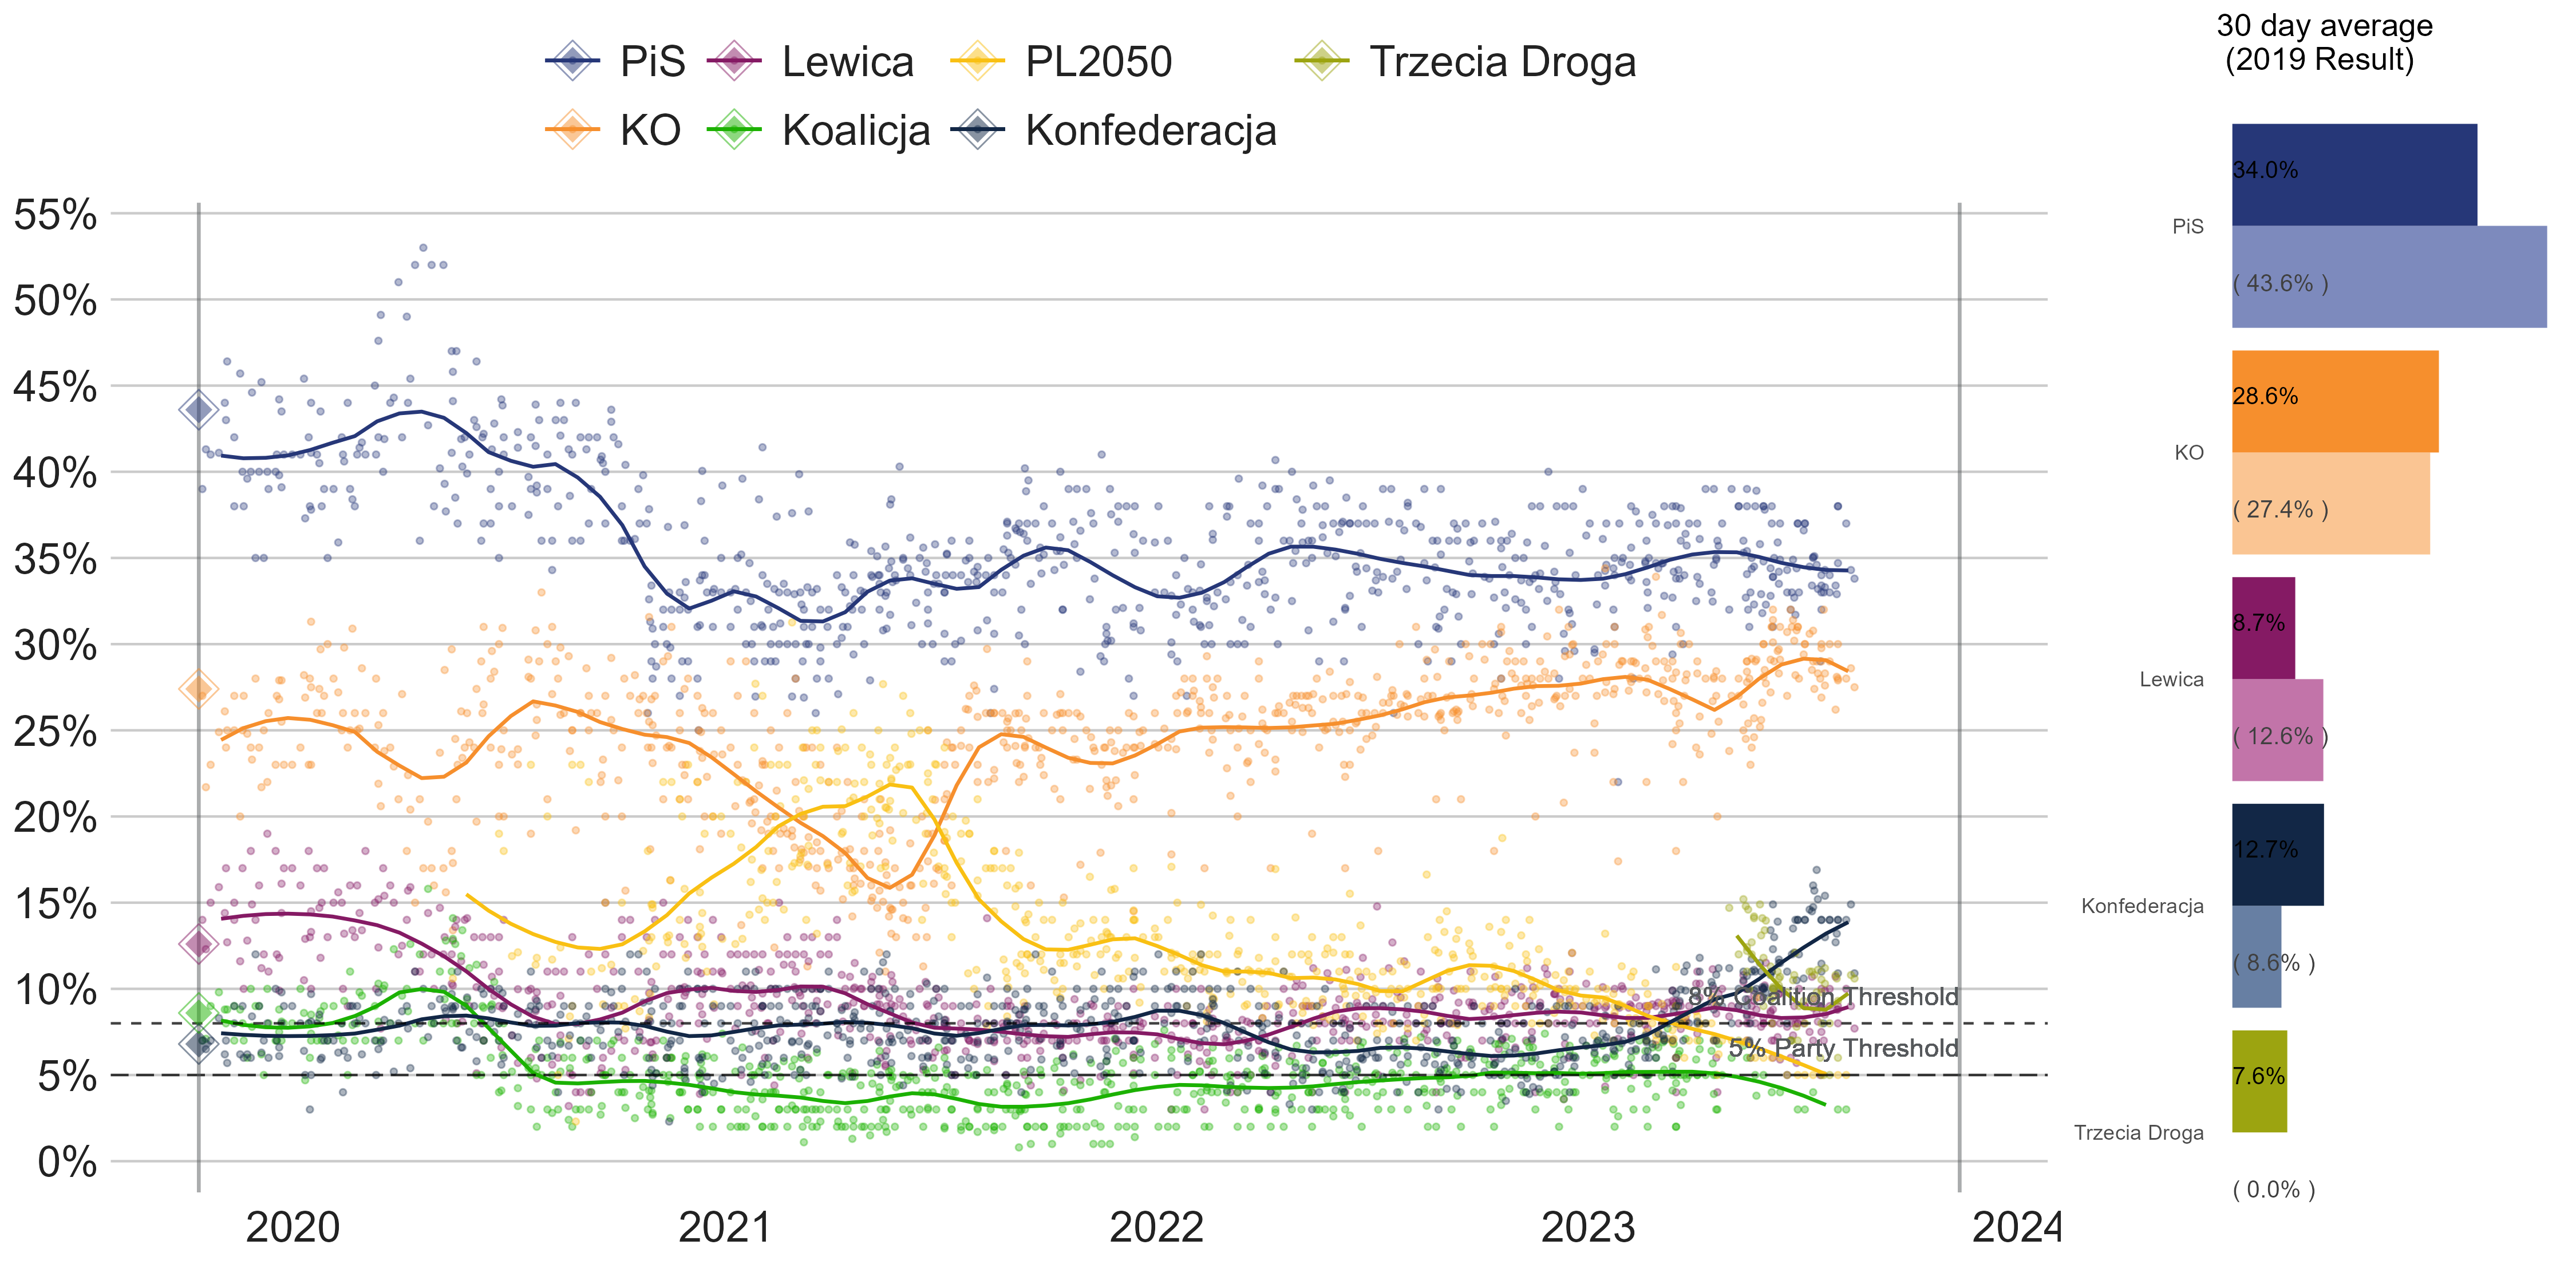 30 day average
(2019 Result)
PiS
Lewica
PL2050
Trzecia Droga
KO
Koalicja
Konfederacja
55%
50%
45%
40%
35%
30%
25%
20%
15%
10%
5%
0%
8% Coalition Threshold
5% Party Threshold
2020
2021
2022
2023
2024
PiS
34.0%
( 43.6% )
KO
28.6%
( 27.4% )
Lewica
8.7%
( 12.6% )
Konfederacja
12.7%
( 8.6% )
Trzecia Droga
7.6%
( 0.0% )